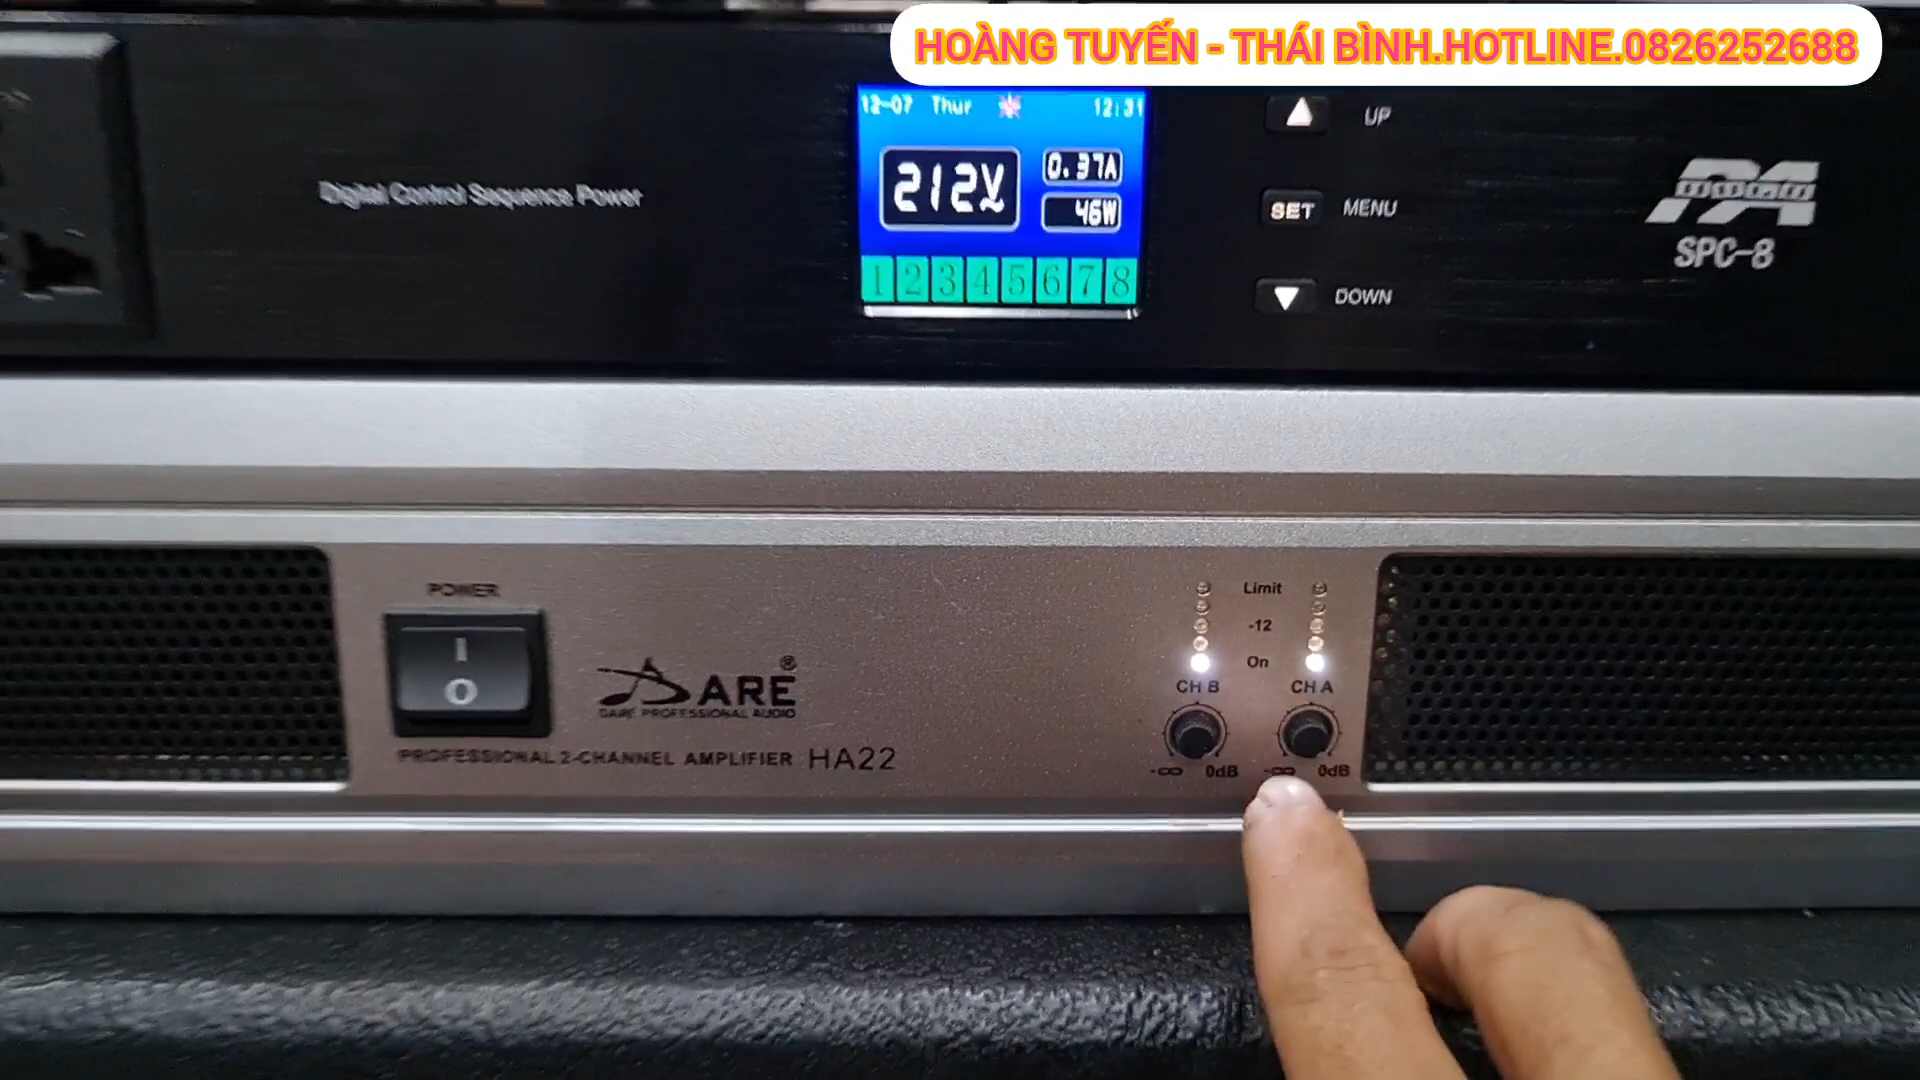 HOÀNG TUYẾN - THÁI BÌNH.HOTLINE.0826252688
12-07 Thur 12:31
212V
0.37A
46W
1 2 3 4 5 6 7 8
UP
SET MENU
DOWN
Digital Control Sequence Power
PA
SPC-8
POWER
I
O
DARE®
DARE PROFESSIONAL AUDIO
PROFESSIONAL 2-CHANNEL AMPLIFIER HA22
Limit
-12
On
CH B CH A
-∞ 0dB -∞ 0dB